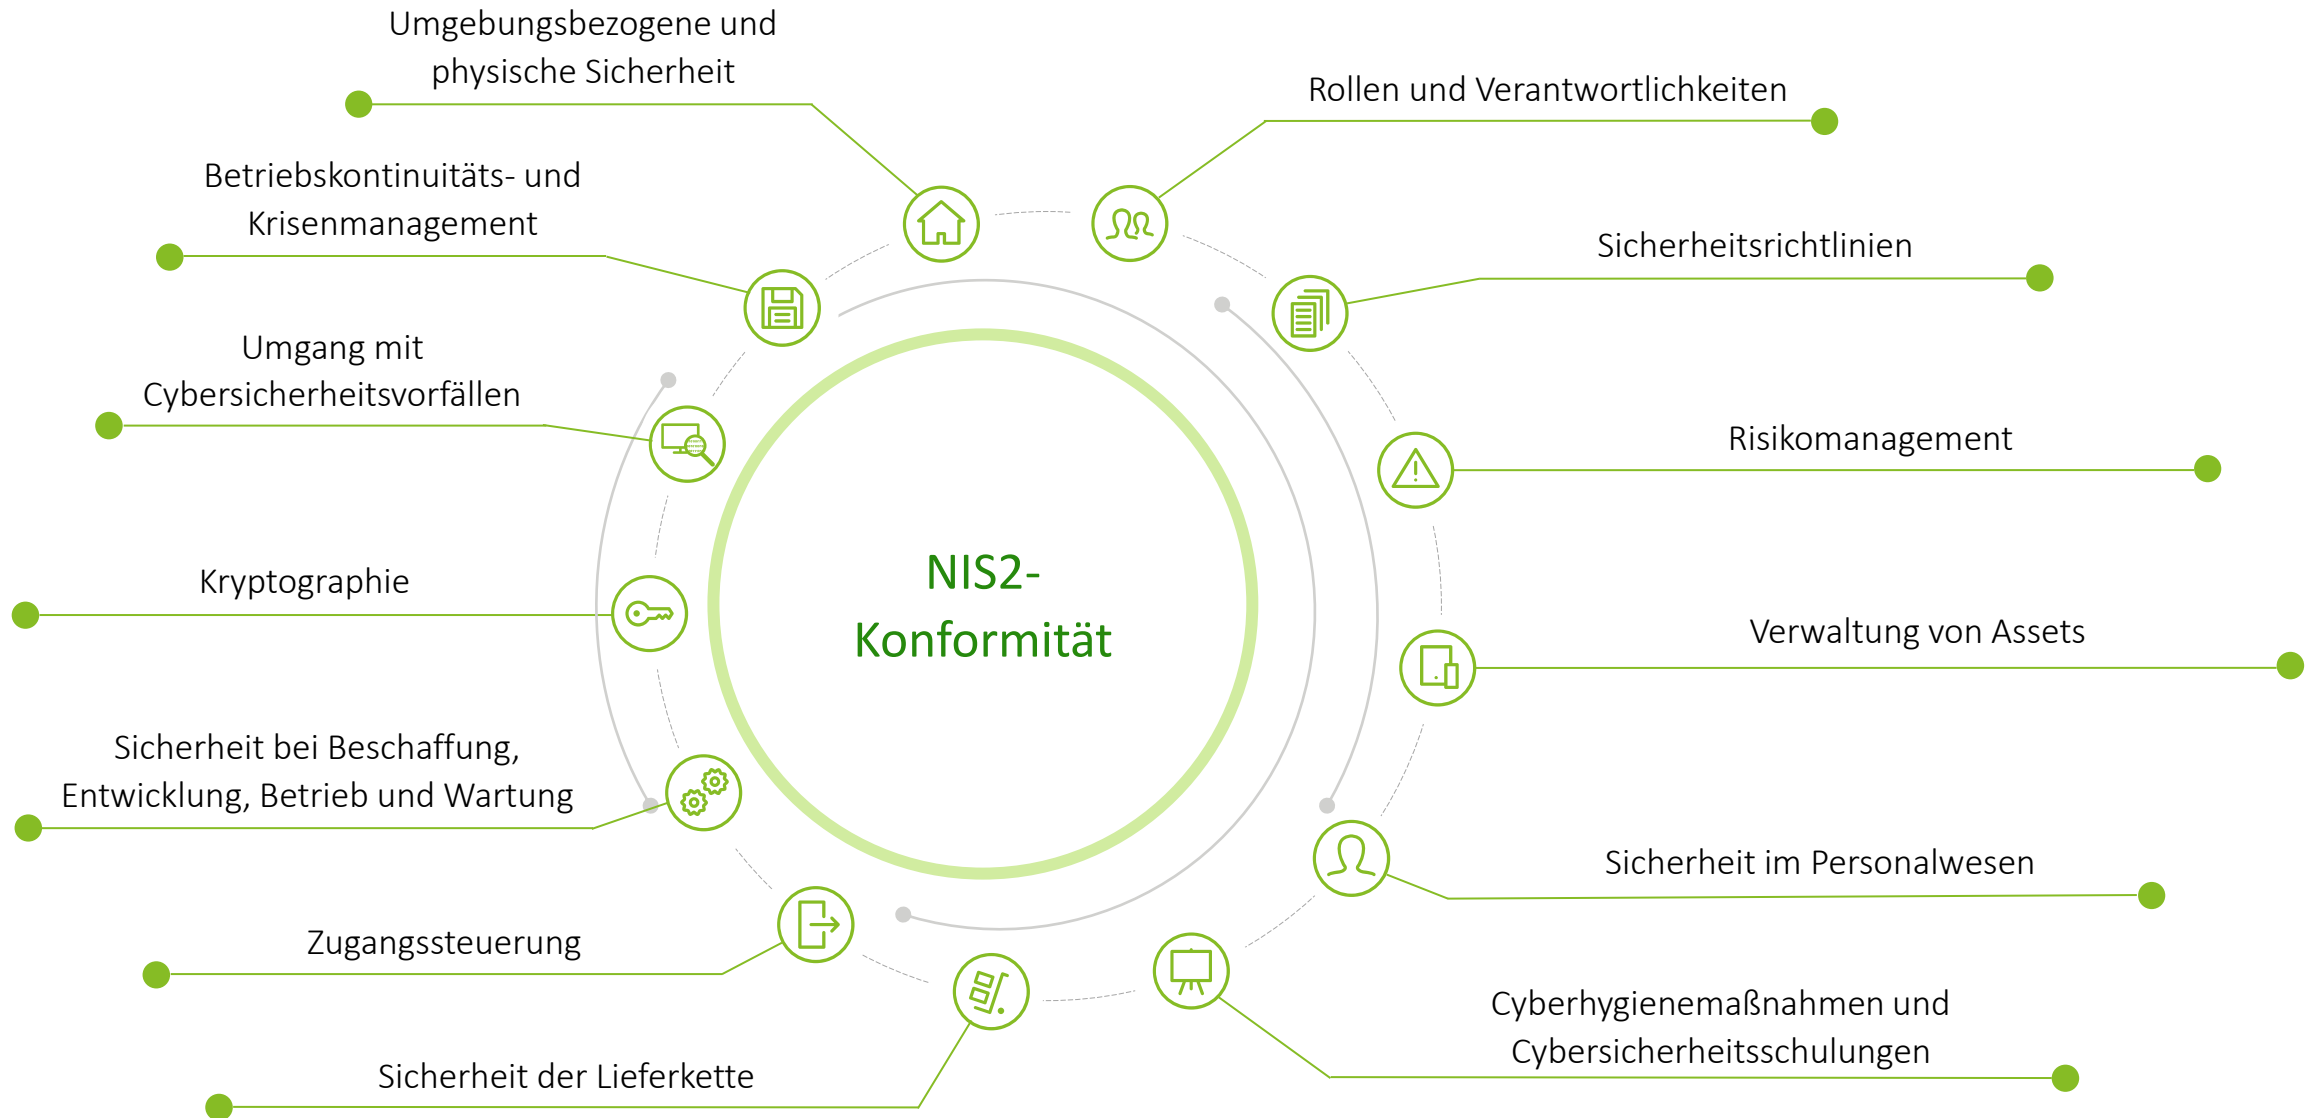 Umgebungsbezogene und
physische Sicherheit
Rollen und Verantwortlichkeiten
Betriebskontinuitäts- und
Krisenmanagement
Sicherheitsrichtlinien
Umgang mit
Cybersicherheitsvorfällen
Risikomanagement
NIS2-
Konformität
Kryptographie
Verwaltung von Assets
Sicherheit bei Beschaffung,
Entwicklung, Betrieb und Wartung
Sicherheit im Personalwesen
Zugangssteuerung
Cyberhygienemaßnahmen und
Cybersicherheitsschulungen
Sicherheit der Lieferkette